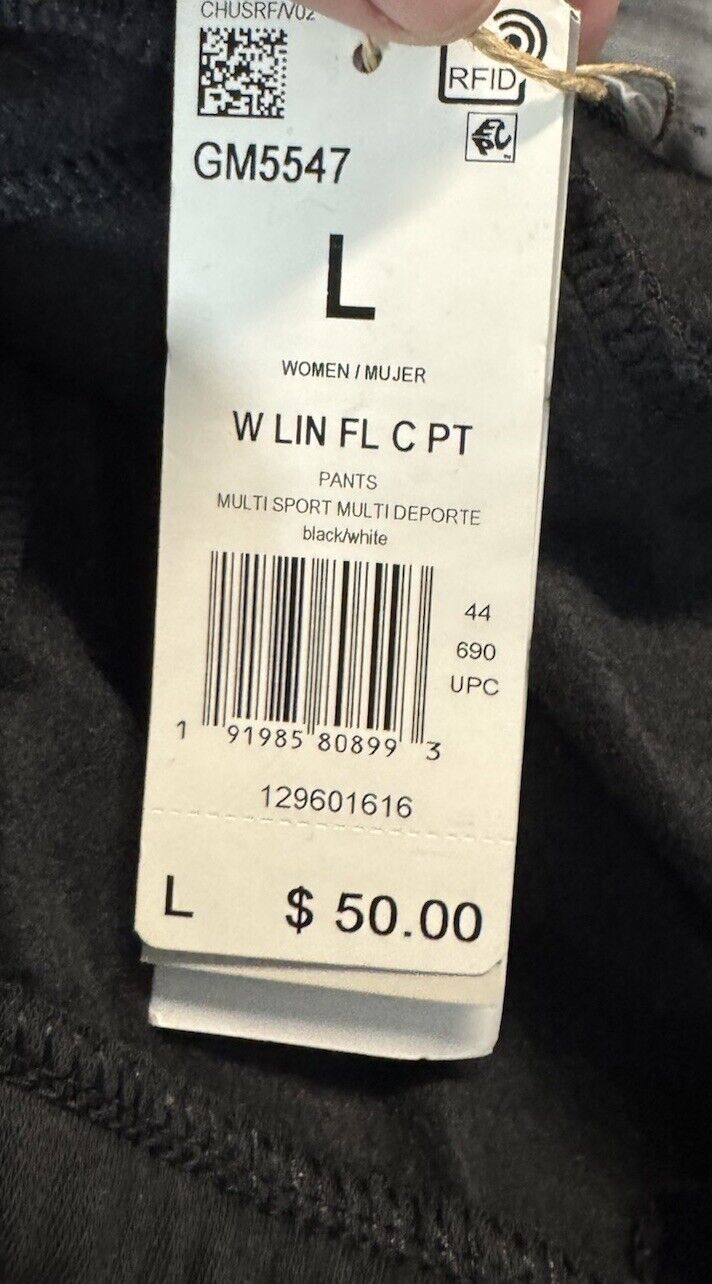 CHUSRF/V02
RFID
EPC
GM5547
L
WOMEN / MUJER
W LIN FL C PT
PANTS
MULTI SPORT MULTI DEPORTE
black/white
44
690
UPC
1 91985 80899 3
129601616
L $ 50.00